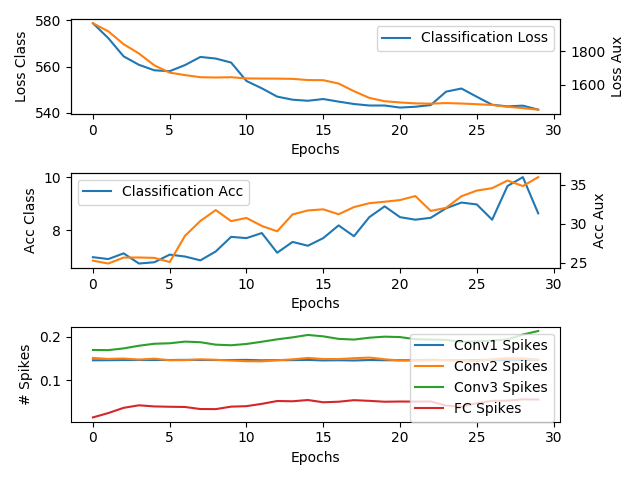 580
560
540
Loss Class
Classification Loss
1800
1600
Loss Aux
0 5 10 15 20 25 30
Epochs
10
8
Acc Class
Classification Acc
35
30
25
Acc Aux
0 5 10 15 20 25 30
Epochs
0.2
0.1
# Spikes
Conv1 Spikes
Conv2 Spikes
Conv3 Spikes
FC Spikes
0 5 10 15 20 25 30
Epochs